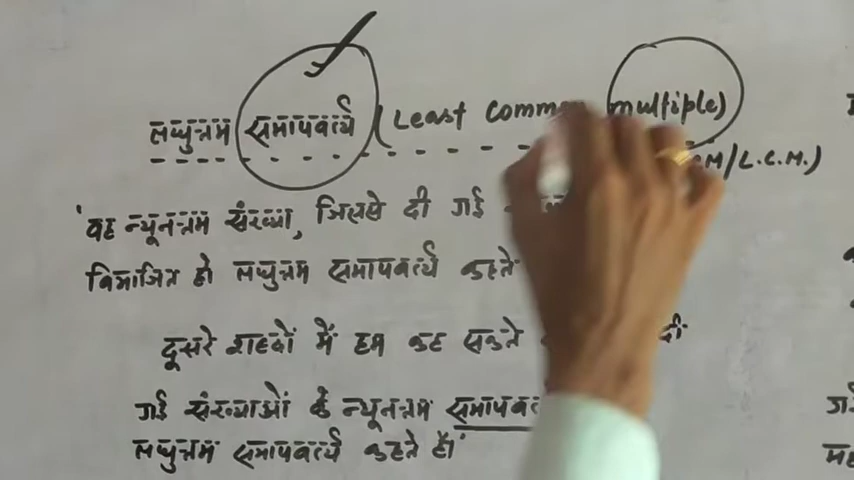 लघुत्तम समापवर्त्य (Least Common multiple)
M/L.C.M.)
'वह न्यूनतम संख्या, जिससे दी गई
विभाजित हो लघुत्तम समापवर्त्य कहते
दूसरे शब्दों में हम कह सकते दी
गई संख्याओं के न्यूनतम समापवर्
लघुत्तम समापवर्त्य कहते हैं।'